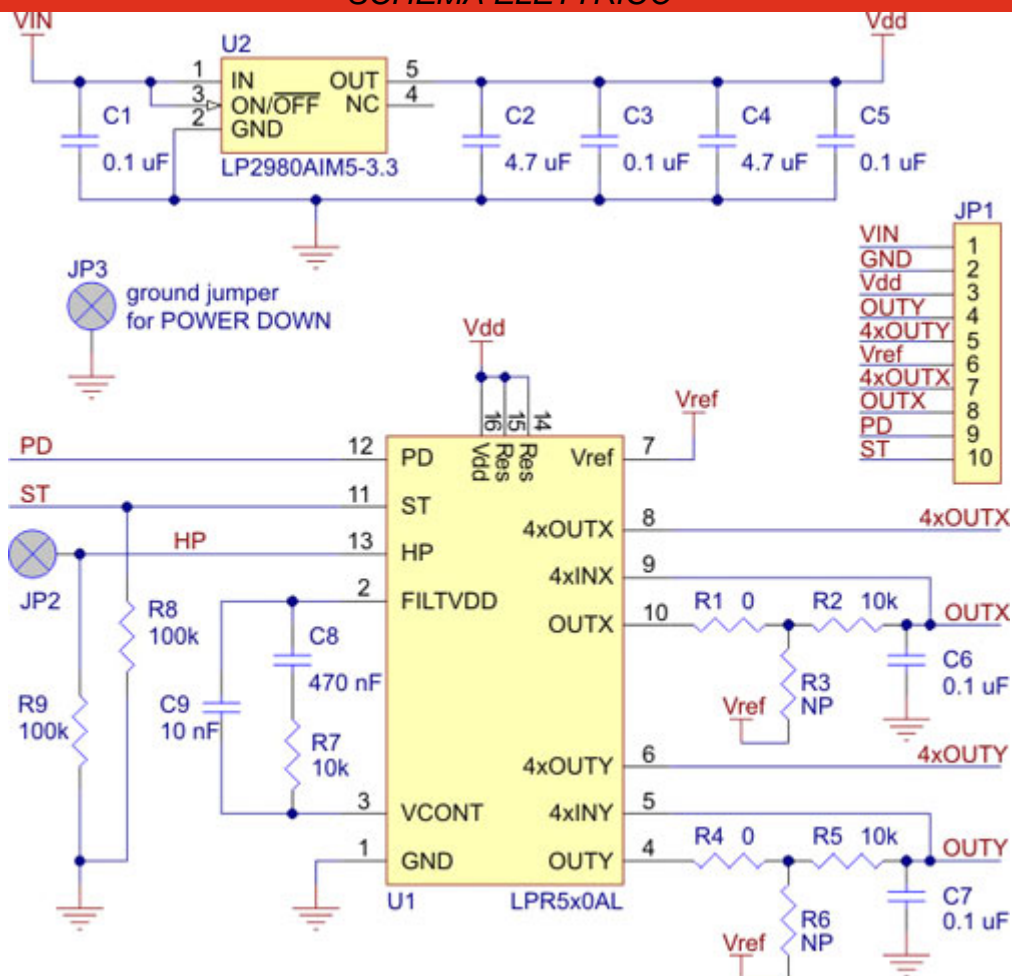 SCHEMA ELETTRICO
VIN
Vdd
U2
1
IN
OUT
5
3
ON/OFF
NC
4
2
GND
LP2980AIM5-3.3
C1
0.1 uF
C2
4.7 uF
C3
0.1 uF
C4
4.7 uF
C5
0.1 uF
JP1
VIN
1
GND
2
Vdd
3
OUTY
4
4xOUTY
5
Vref
6
4xOUTX
7
OUTX
8
PD
9
ST
10
JP3
ground jumper
for POWER DOWN
Vdd
16
15
14
Vdd
Res
Res
Vref
PD
12
PD
Vref
7
ST
11
ST
4xOUTX
8
4xOUTX
HP
13
HP
4xINX
9
JP2
2
FILTVDD
OUTX
10
R1 0
R2 10k
OUTX
R8
100k
C8
470 nF
R3
NP
Vref
C6
0.1 uF
R9
100k
C9
10 nF
R7
10k
4xOUTY
6
4xOUTY
3
VCONT
4xINY
5
1
GND
OUTY
4
R4 0
R5 10k
OUTY
U1
LPR5x0AL
R6
NP
Vref
C7
0.1 uF